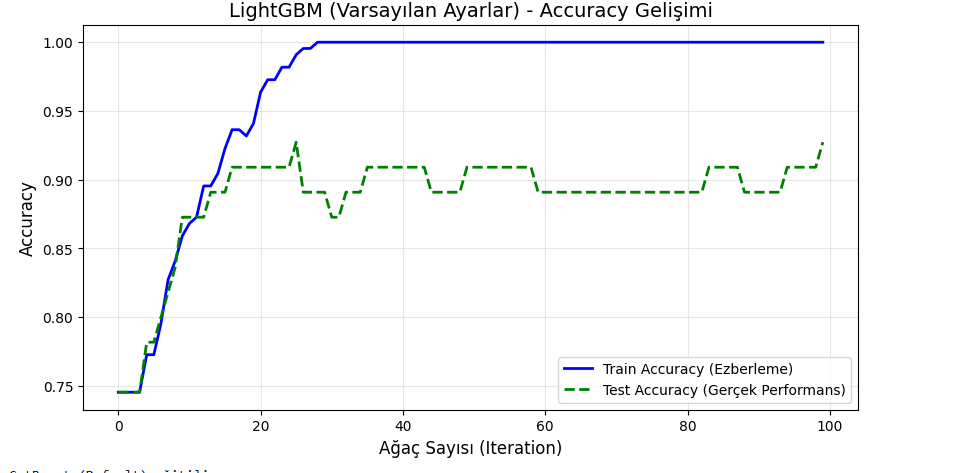 LightGBM (Varsayılan Ayarlar) - Accuracy Gelişimi
1.00
0.95
0.90
0.85
0.80
0.75
Accuracy
Train Accuracy (Ezberleme)
Test Accuracy (Gerçek Performans)
0 20 40 60 80 100
Ağaç Sayısı (Iteration)